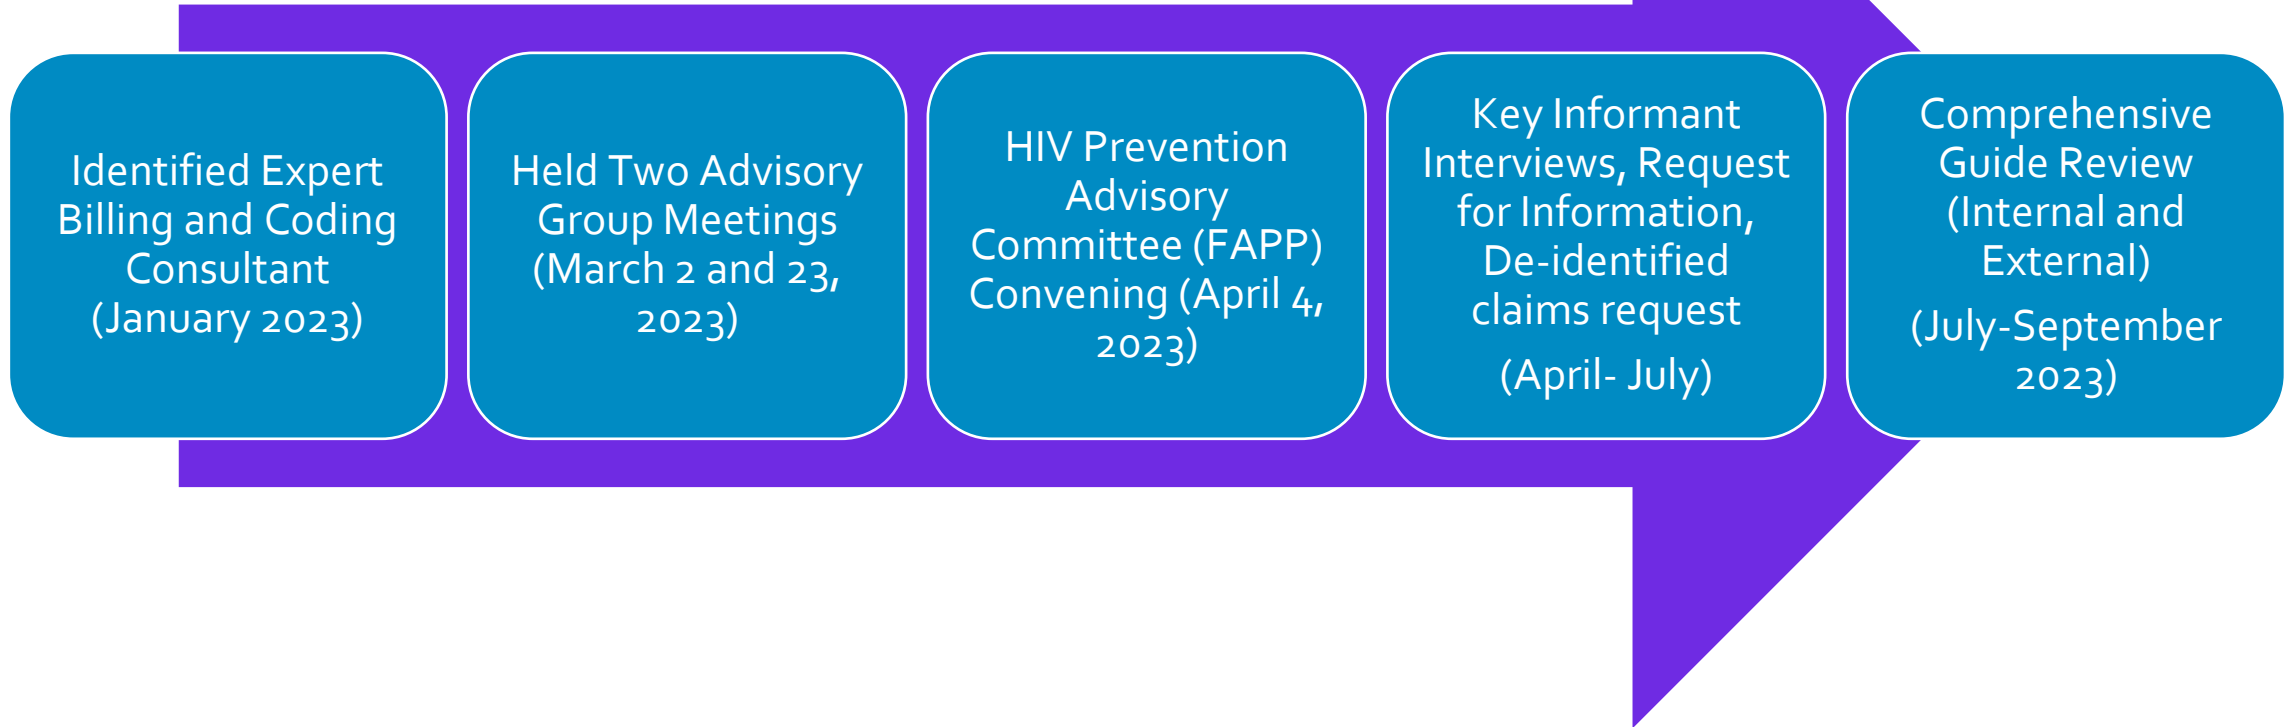 Identified Expert
Billing and Coding
Consultant
(January 2023)
Held Two Advisory
Group Meetings
(March 2 and 23,
2023)
HIV Prevention
Advisory
Committee (FAPP)
Convening (April 4,
2023)
Key Informant
Interviews, Request
for Information,
De-identified
claims request
(April- July)
Comprehensive
Guide Review
(Internal and
External)
(July-September
2023)